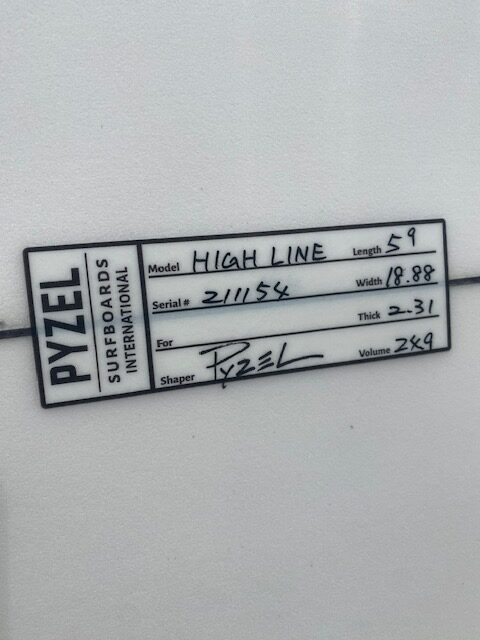 PYZEL
SURFBOARDS
INTERNATIONAL
Model HIGH LINE Length 5 9
Serial # 211154 Width 18.88
For Thick 2.31
Shaper PYZEL Volume 249